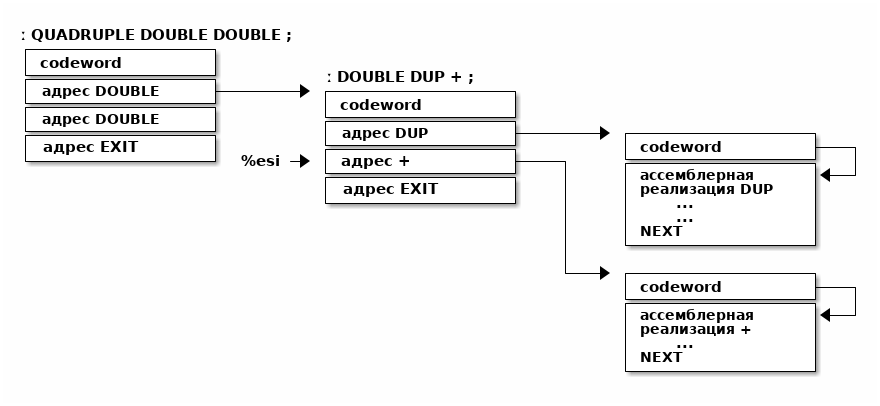 : QUADRUPLE DOUBLE DOUBLE ;
codeword
адрес DOUBLE
адрес DOUBLE
адрес EXIT
: DOUBLE DUP + ;
codeword
адрес DUP
%esi
адрес +
адрес EXIT
codeword
ассемблерная
реализация DUP
...
...
NEXT
codeword
ассемблерная
реализация +
...
NEXT